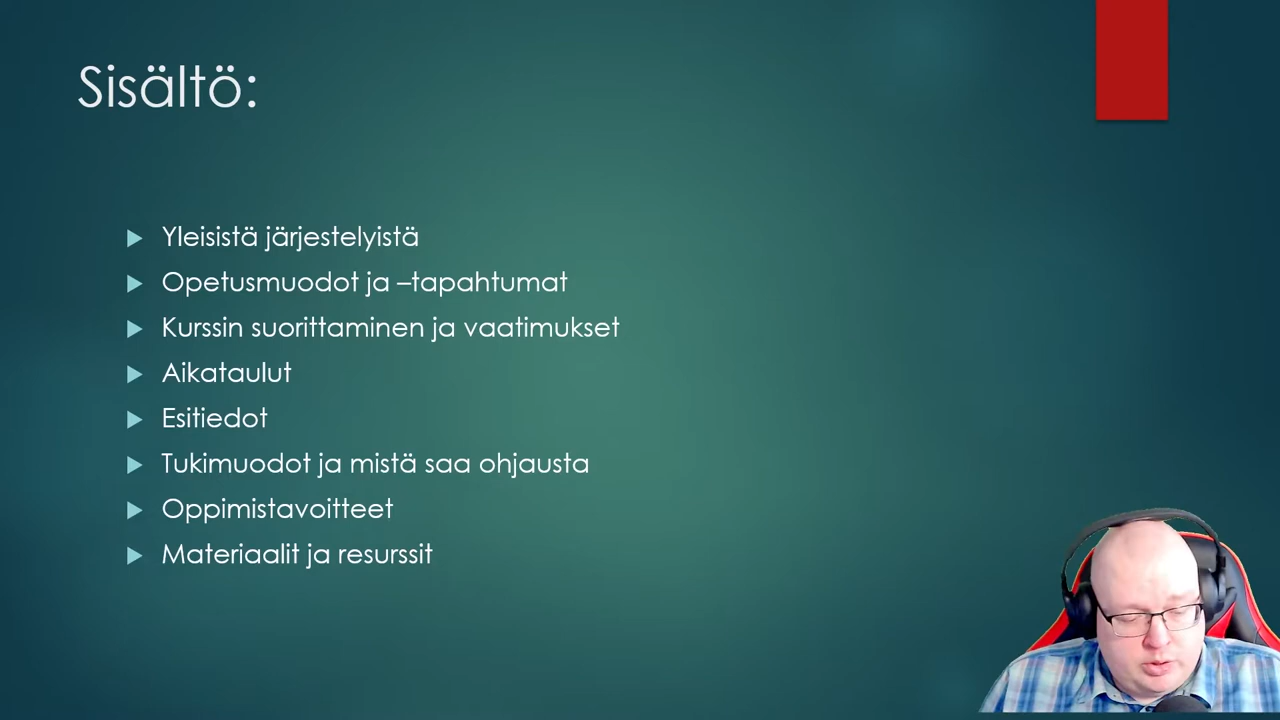 Sisältö:
Yleisistä järjestelyistä
Opetusmuodot ja –tapahtumat
Kurssin suorittaminen ja vaatimukset
Aikataulut
Esitiedot
Tukimuodot ja mistä saa ohjausta
Oppimistavoitteet
Materiaalit ja resurssit